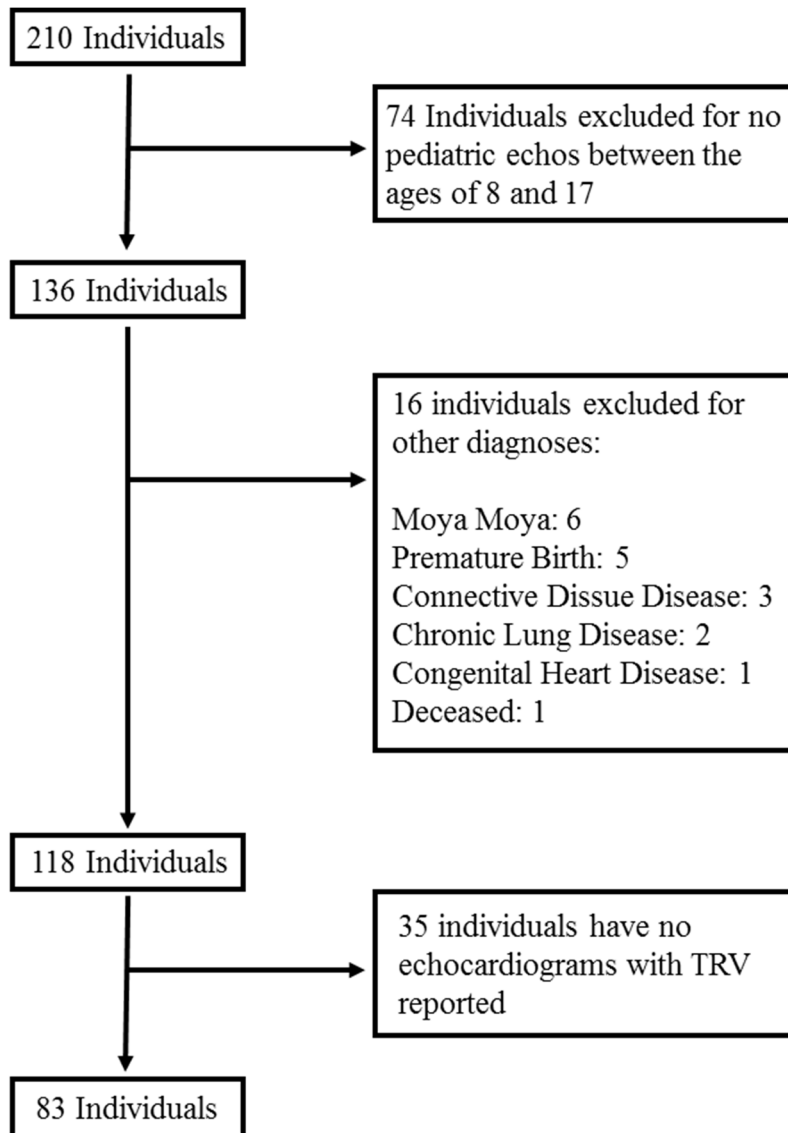 210 Individuals
74 Individuals excluded for no
pediatric echos between the
ages of 8 and 17
136 Individuals
16 individuals excluded for
other diagnoses:
Moya Moya: 6
Premature Birth: 5
Connective Dissue Disease: 3
Chronic Lung Disease: 2
Congenital Heart Disease: 1
Deceased: 1
118 Individuals
35 individuals have no
echocardiograms with TRV
reported
83 Individuals